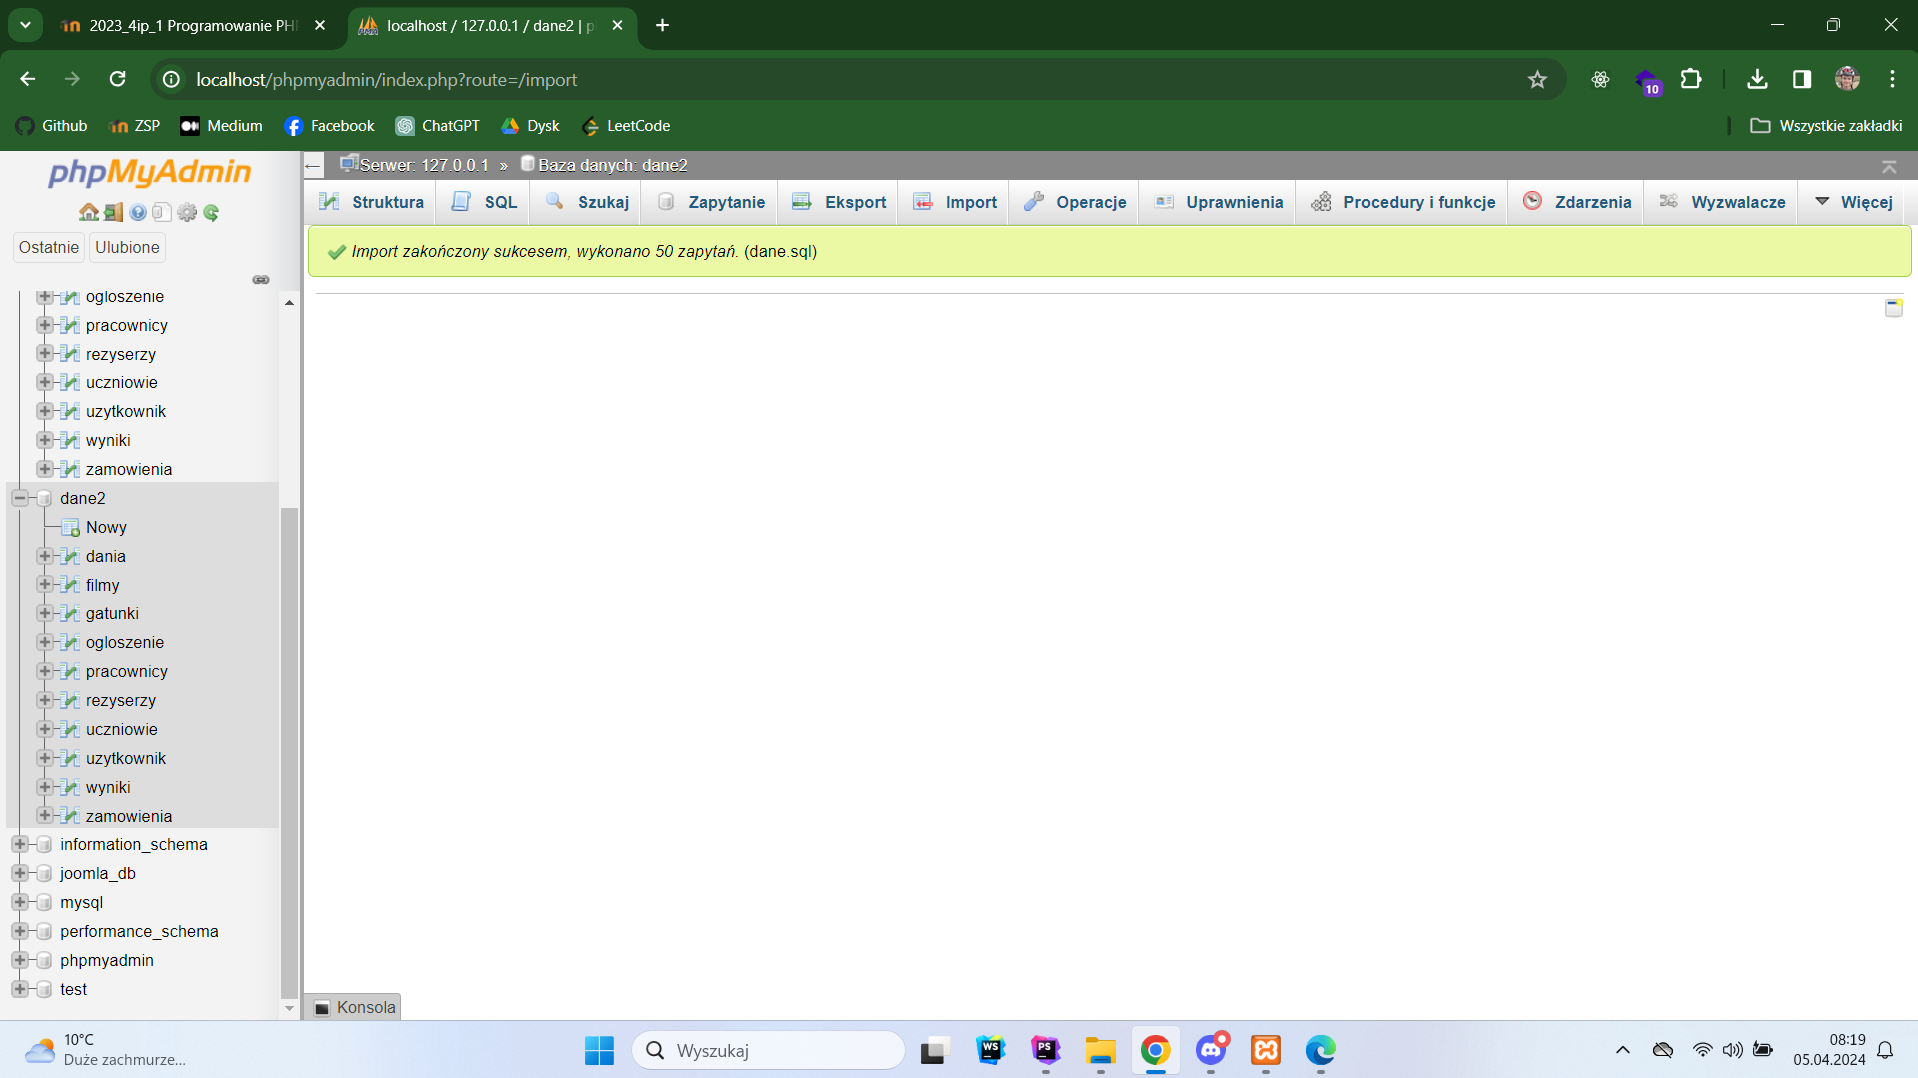 2023_4ip_1 Programowanie PHP
localhost / 127.0.0.1 / dane2 | p
localhost/phpmyadmin/index.php?route=/import
10
Github
ZSP
Medium
Facebook
ChatGPT
Dysk
LeetCode
Wszystkie zakładki
phpMyAdmin
Ostatnie
Ulubione
ogloszenie
pracownicy
rezyserzy
uczniowie
uzytkownik
wyniki
zamowienia
dane2
Nowy
dania
filmy
gatunki
ogloszenie
pracownicy
rezyserzy
uczniowie
uzytkownik
wyniki
zamowienia
information_schema
joomla_db
mysql
performance_schema
phpmyadmin
test
Serwer: 127.0.0.1 » Baza danych: dane2
Struktura
SQL
Szukaj
Zapytanie
Eksport
Import
Operacje
Uprawnienia
Procedury i funkcje
Zdarzenia
Wyzwalacze
Więcej
Import zakończony sukcesem, wykonano 50 zapytań. (dane.sql)
Konsola
10°C
Duże zachmurze...
Wyszukaj
WS
PS
08:19
05.04.2024